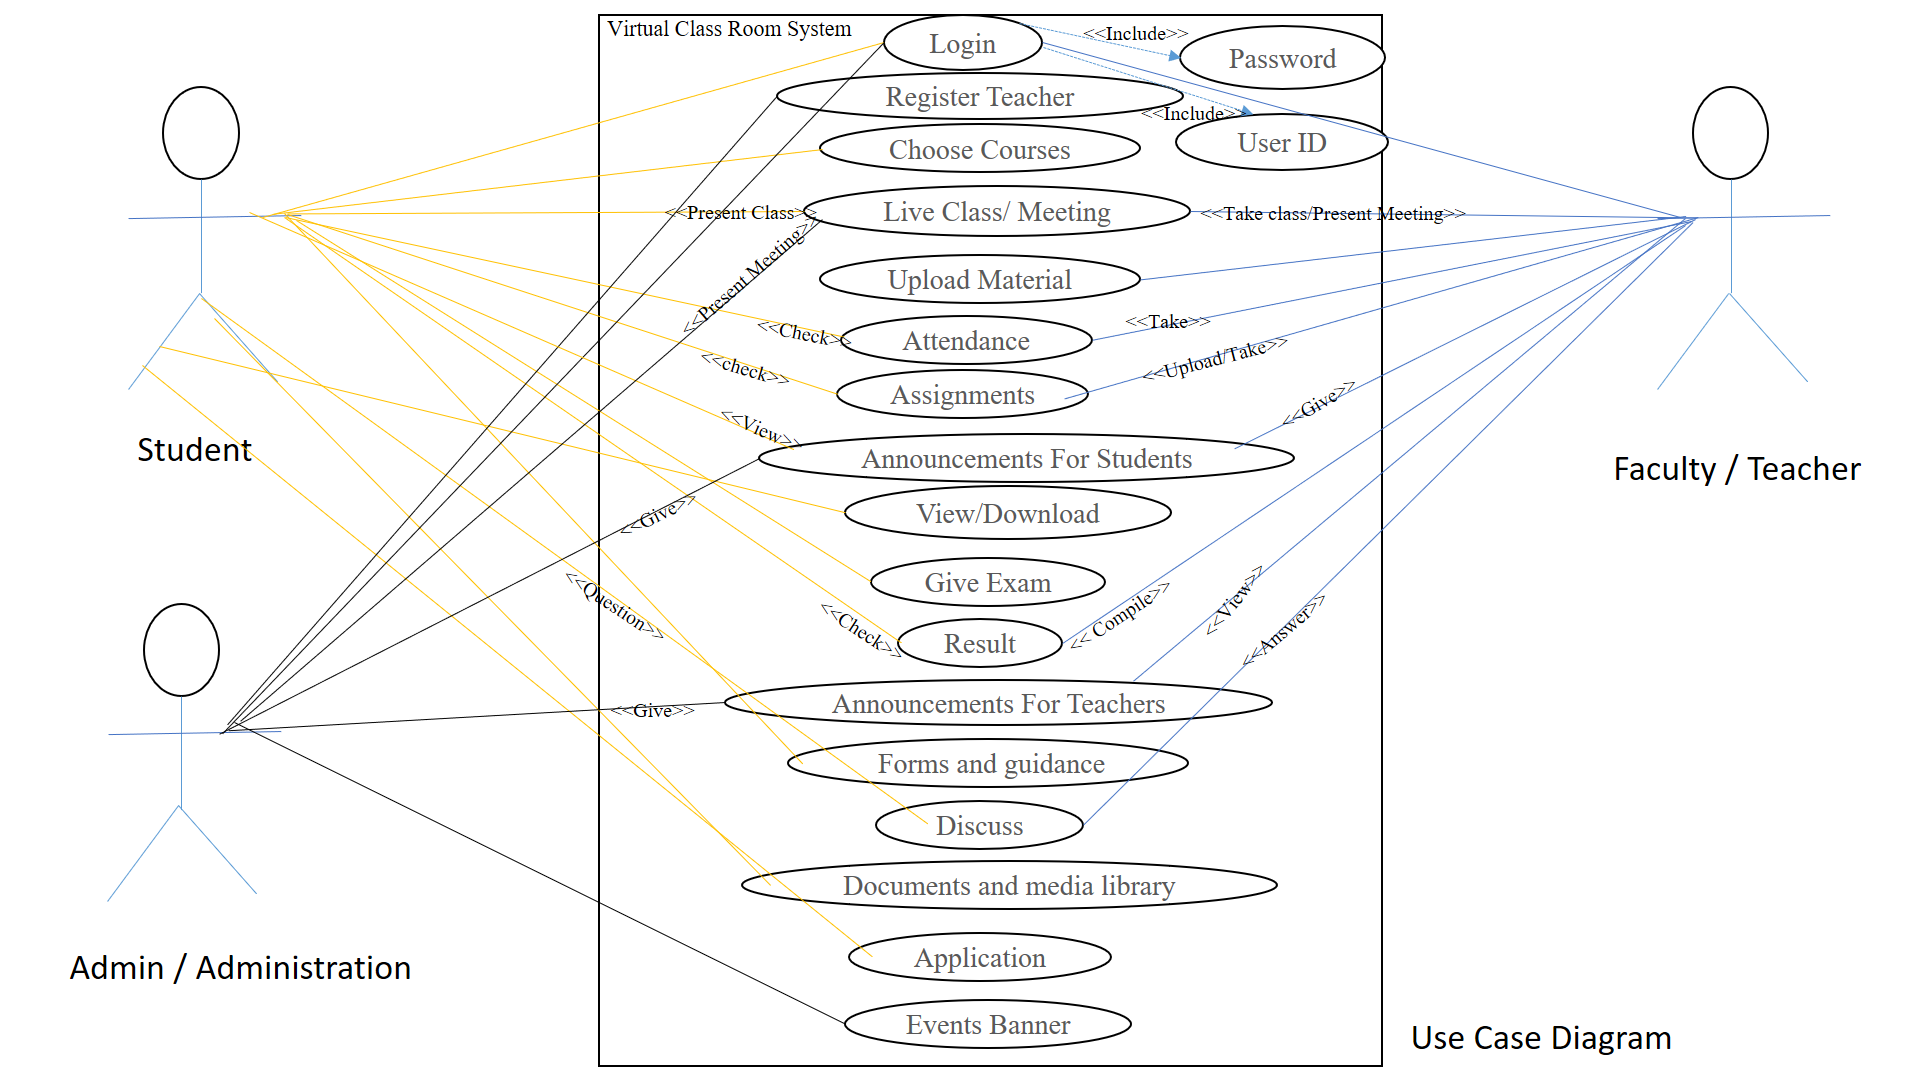 Virtual Class Room System
Login
<<Include>>
Password
Register Teacher
<<Include>>
User ID
Choose Courses
<<Present Class>>
Live Class/ Meeting
<<Take class/Present Meeting>>
<<Present Meeting>>
Upload Material
<<Check>>
Attendance
<<Take>>
<<check>>
Assignments
<<Upload/Take>>
<<View>>
<<Give>>
Student
Announcements For Students
Faculty / Teacher
<<Give>>
View/Download
Give Exam
<<Question>>
<<Check>>
Result
<< Compile>>
<<View>>
<<Answer>>
<<Give>>
Announcements For Teachers
Forms and guidance
Discuss
Documents and media library
Application
Admin / Administration
Events Banner
Use Case Diagram